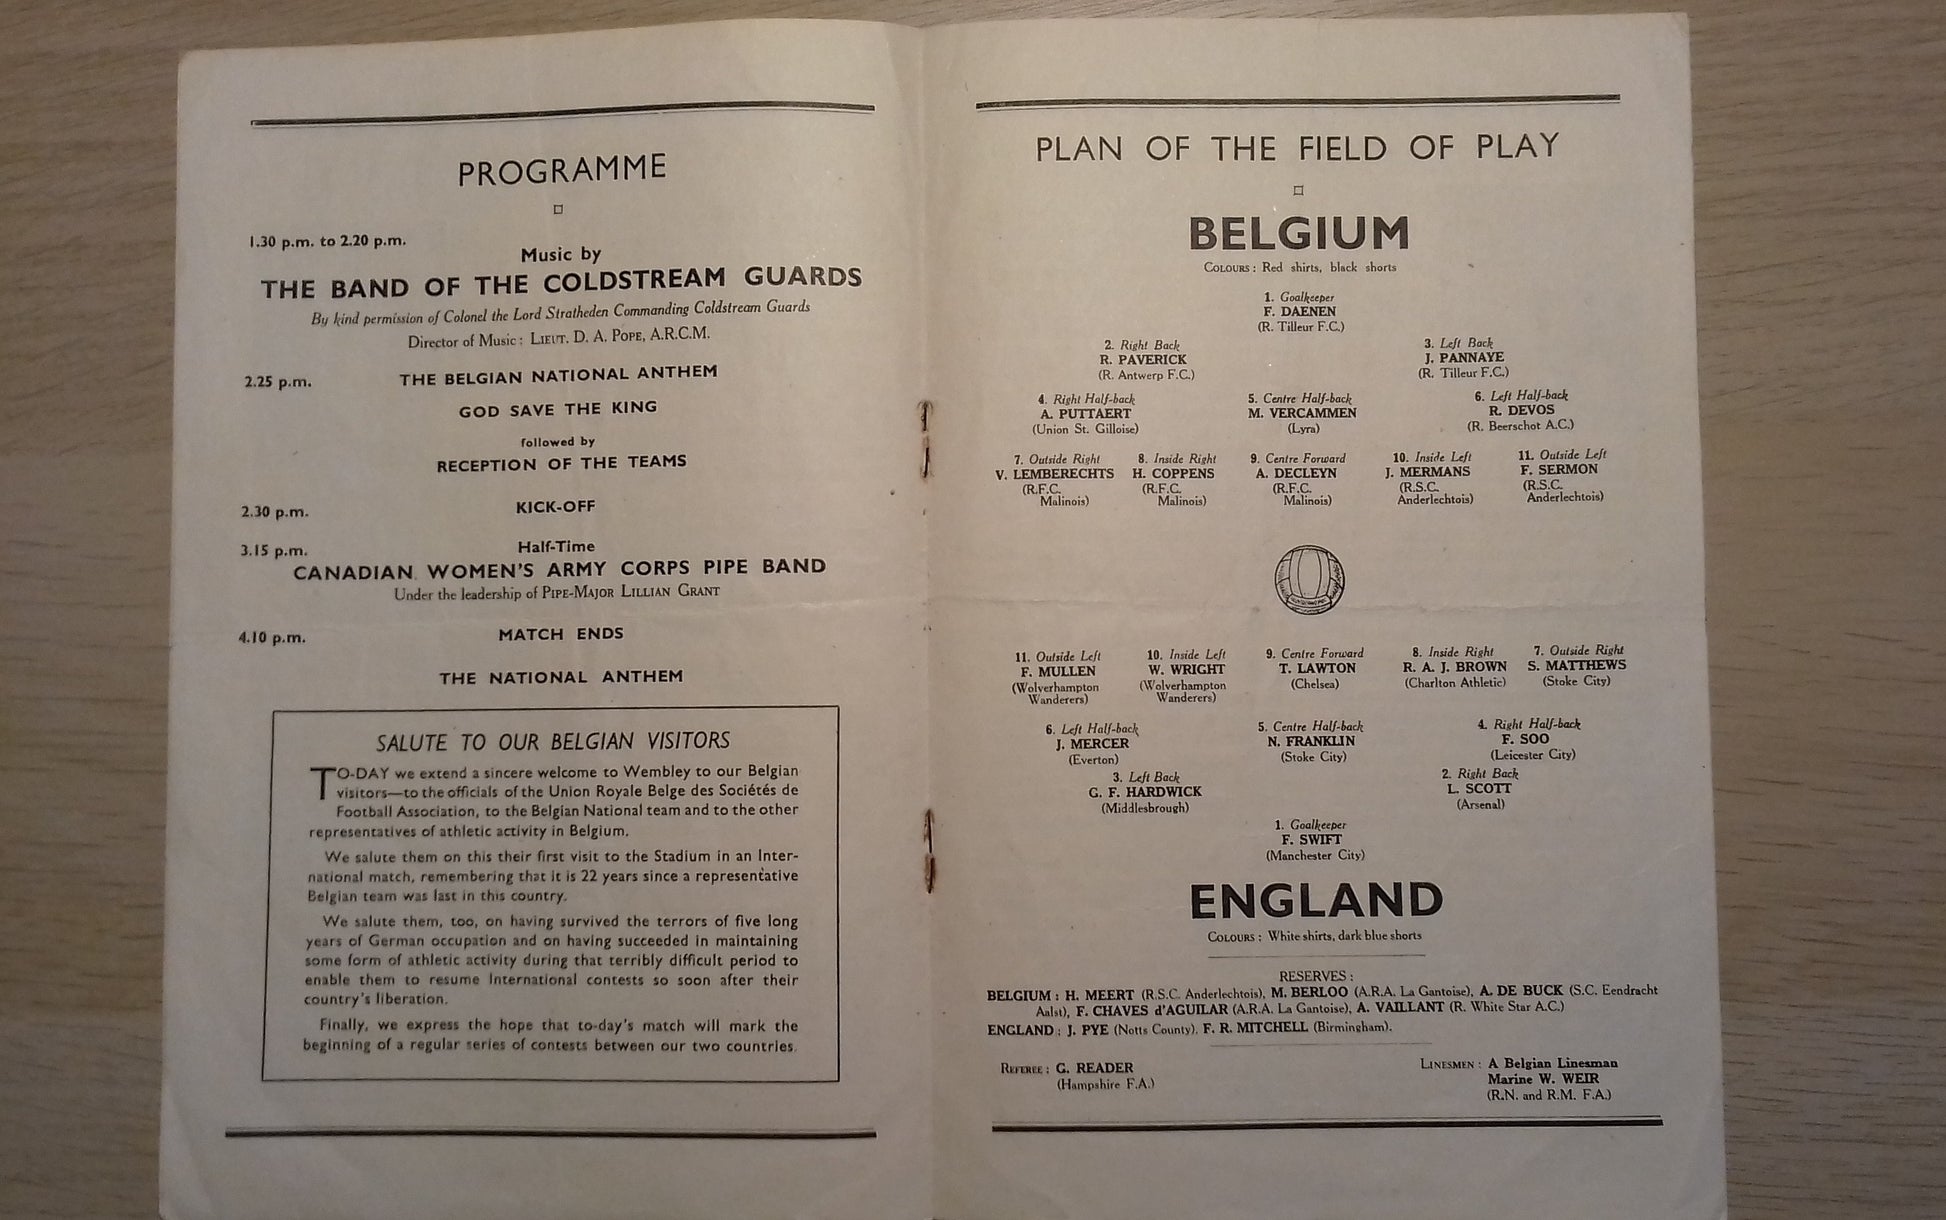 PROGRAMME
1.30 p.m. to 2.20 p.m.
Music by
THE BAND OF THE COLDSTREAM GUARDS
By kind permission of Colonel the Lord Stratheden Commanding Coldstream Guards
Director of Music : LIEUT. D. A. POPE, A.R.C.M.
2.25 p.m. THE BELGIAN NATIONAL ANTHEM
GOD SAVE THE KING
followed by
RECEPTION OF THE TEAMS
2.30 p.m. KICK-OFF
3.15 p.m. Half-Time
CANADIAN WOMEN'S ARMY CORPS PIPE BAND
Under the leadership of PIPE-MAJOR LILLIAN GRANT
4.10 p.m. MATCH ENDS
THE NATIONAL ANTHEM
SALUTE TO OUR BELGIAN VISITORS
TO-DAY we extend a sincere welcome to Wembley to our Belgian
visitors—to the officials of the Union Royale Belge des Sociétés de
Football Association, to the Belgian National team and to the other
representatives of athletic activity in Belgium.
We salute them on this their first visit to the Stadium in an Inter-
national match, remembering that it is 22 years since a representative
Belgian team was last in this country.
We salute them, too, on having survived the terrors of five long
years of German occupation and on having succeeded in maintaining
some form of athletic activity during that terribly difficult period to
enable them to resume International contests so soon after their
country's liberation.
Finally, we express the hope that to-day's match will mark the
beginning of a regular series of contests between our two countries.
PLAN OF THE FIELD OF PLAY
BELGIUM
COLOURS : Red shirts, black shorts
1. Goalkeeper
F. DAENEN
(R. Tilleur F.C.)
2. Right Back 3. Left Back
R. PAVERICK J. PANNAYE
(R. Antwerp F.C.) (R. Tilleur F.C.)
4. Right Half-back 5. Centre Half-back 6. Left Half-back
A. PUTTAERT M. VERCAMMEN R. DEVOS
(Union St. Gilloise) (Lyra) (R. Beerschot A.C.)
7. Outside Right 8. Inside Right 9. Centre Forward 10. Inside Left 11. Outside Left
V. LEMBERECHTS H. COPPENS A. DECLEYN J. MERMANS F. SERMON
(R.F.C. (R.F.C. (R.F.C. (R.S.C. (R.S.C.
Malinois) Malinois) Malinois) Anderlechtois) Anderlechtois)
11. Outside Left 10. Inside Left 9. Centre Forward 8. Inside Right 7. Outside Right
F. MULLEN W. WRIGHT T. LAWTON R. A. J. BROWN S. MATTHEWS
(Wolverhampton (Wolverhampton (Chelsea) (Charlton Athletic) (Stoke City)
Wanderers) Wanderers)
6. Left Half-back 5. Centre Half-back 4. Right Half-back
J. MERCER N. FRANKLIN F. SOO
(Everton) (Stoke City) (Leicester City)
3. Left Back 2. Right Back
G. F. HARDWICK L. SCOTT
(Middlesbrough) (Arsenal)
1. Goalkeeper
F. SWIFT
(Manchester City)
ENGLAND
COLOURS : White shirts, dark blue shorts
RESERVES :
BELGIUM : H. MEERT (R.S.C. Anderlechtois), M. BERLOO (A.R.A. La Gantoise), A. DE BUCK (S.C. Eendracht
Aalst), F. CHAVES d'AGUILAR (A.R.A. La Gantoise), A. VAILLANT (R. White Star A.C.)
ENGLAND : J. PYE (Notts County), F. R. MITCHELL (Birmingham).
REFEREE : G. READER LINESMEN : A Belgian Linesman
(Hampshire F.A.) Marine W. WEIR
(R.N. and R.M. F.A.)